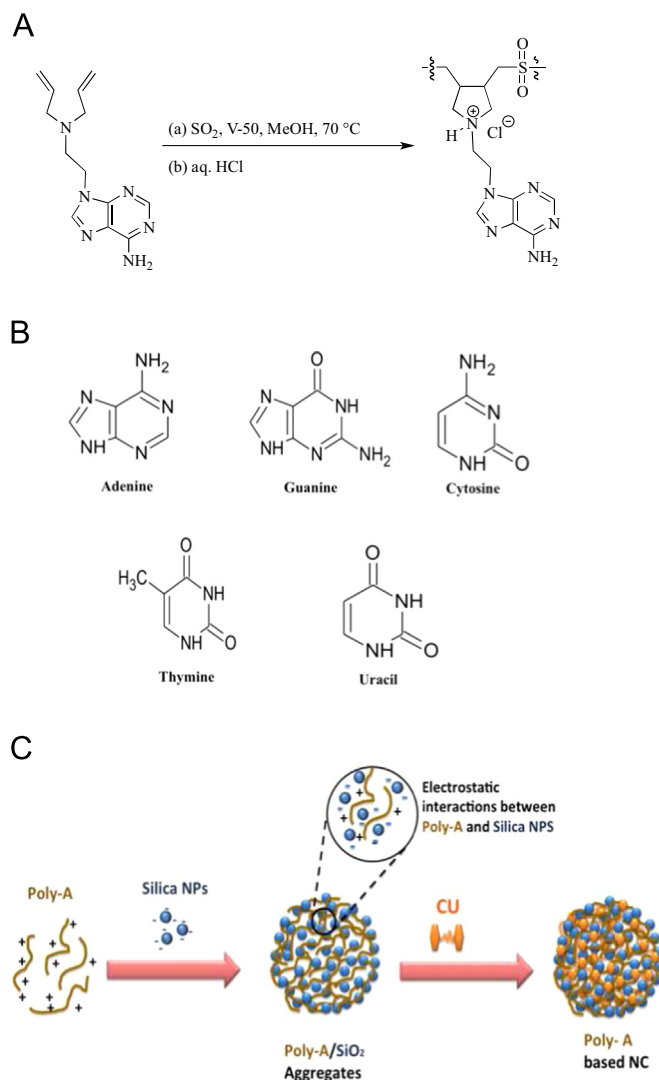 A
N
(a) SO₂, V-50, MeOH, 70 °C
(b) aq. HCl
N
N
N
N
NH₂
O
S
O
N
⊕
H
Cl⊖
N
N
N
N
NH₂
B
NH₂
N
N
NH
N
Adenine
O
N
NH
NH
N
NH₂
Guanine
NH₂
N
NH
O
Cytosine
O
H₃C
NH
NH
O
Thymine
O
NH
NH
O
Uracil
C
Electrostatic
interactions between
Poly-A and Silica NPS
Poly-A
Silica NPs
CU
Poly-A/SiO₂
Aggregates
Poly- A
based NC